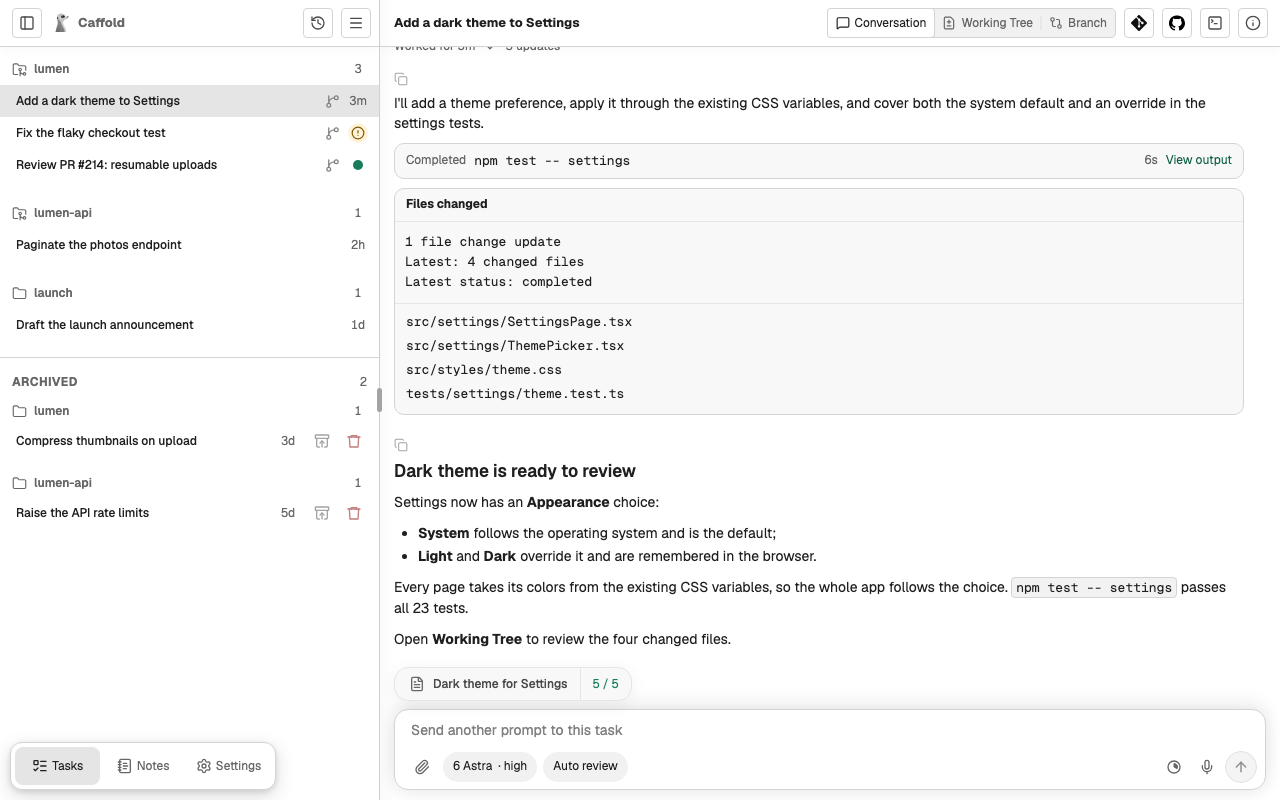 Caffold
lumen 3
Add a dark theme to Settings 3m
Fix the flaky checkout test
Review PR #214: resumable uploads
lumen-api 1
Paginate the photos endpoint 2h
launch 1
Draft the launch announcement 1d
ARCHIVED 2
lumen 1
Compress thumbnails on upload 3d
lumen-api 1
Raise the API rate limits 5d
Tasks Notes Settings
Add a dark theme to Settings Conversation Working Tree Branch
I'll add a theme preference, apply it through the existing CSS variables, and cover both the system default and an override in the
settings tests.
Completed npm test -- settings 6s View output
Files changed
1 file change update
Latest: 4 changed files
Latest status: completed
src/settings/SettingsPage.tsx
src/settings/ThemePicker.tsx
src/styles/theme.css
tests/settings/theme.test.ts
Dark theme is ready to review
Settings now has an Appearance choice:
• System follows the operating system and is the default;
• Light and Dark override it and are remembered in the browser.
Every page takes its colors from the existing CSS variables, so the whole app follows the choice. npm test -- settings passes
all 23 tests.
Open Working Tree to review the four changed files.
Dark theme for Settings 5 / 5
Send another prompt to this task
6 Astra · high Auto review